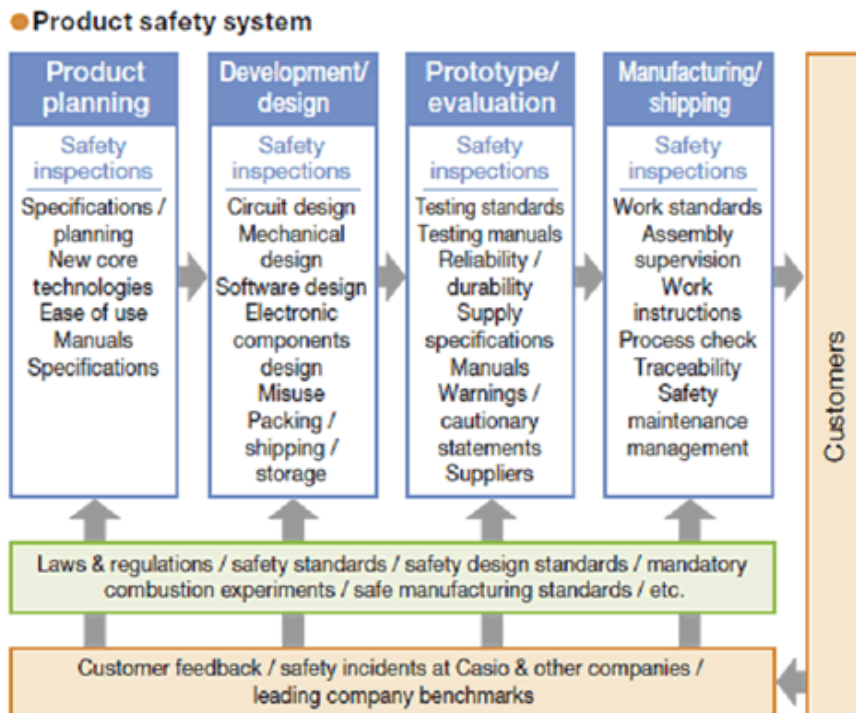 Product safety system
Product
planning
Safety
inspections
Specifications /
planning
New core
technologies
Ease of use
Manuals
Specifications
Development/
design
Safety
inspections
Circuit design
Mechanical
design
Software design
Electronic
components
design
Misuse
Packing /
shipping /
storage
Prototype/
evaluation
Safety
inspections
Testing standards
Testing manuals
Reliability /
durability
Supply
specifications
Manuals
Warnings /
cautionary
statements
Suppliers
Manufacturing/
shipping
Safety
inspections
Work standards
Assembly
supervision
Work
instructions
Process check
Traceability
Safety
maintenance
management
Customers
Laws & regulations / safety standards / safety design standards / mandatory
combustion experiments / safe manufacturing standards / etc.
Customer feedback / safety incidents at Casio & other companies /
leading company benchmarks